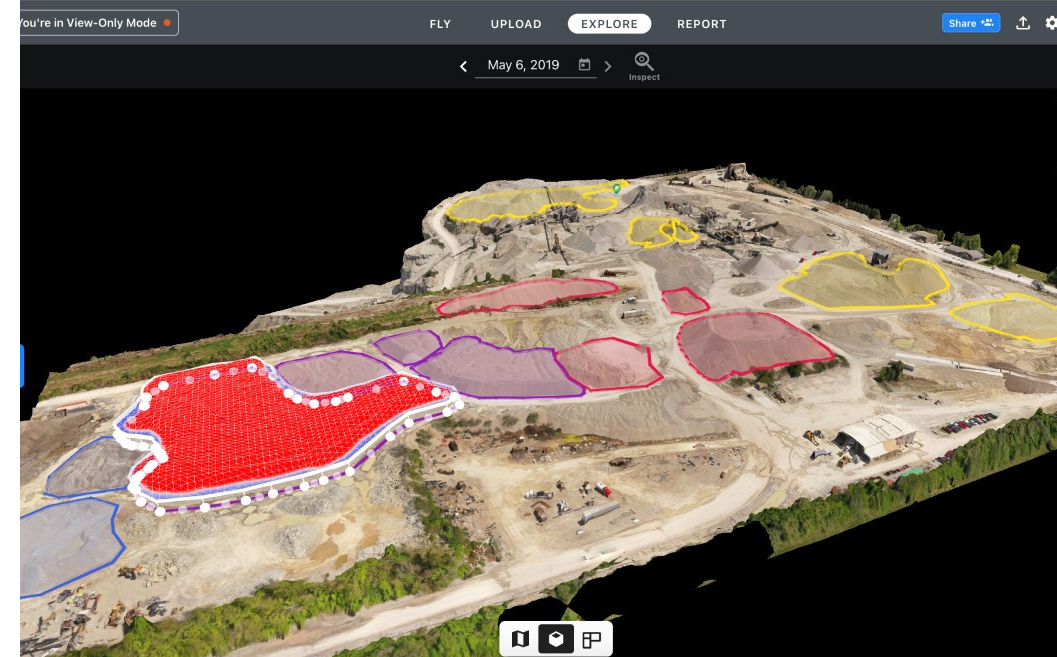 You're in View-Only Mode
FLY
UPLOAD
EXPLORE
REPORT
Share
May 6, 2019
Inspect